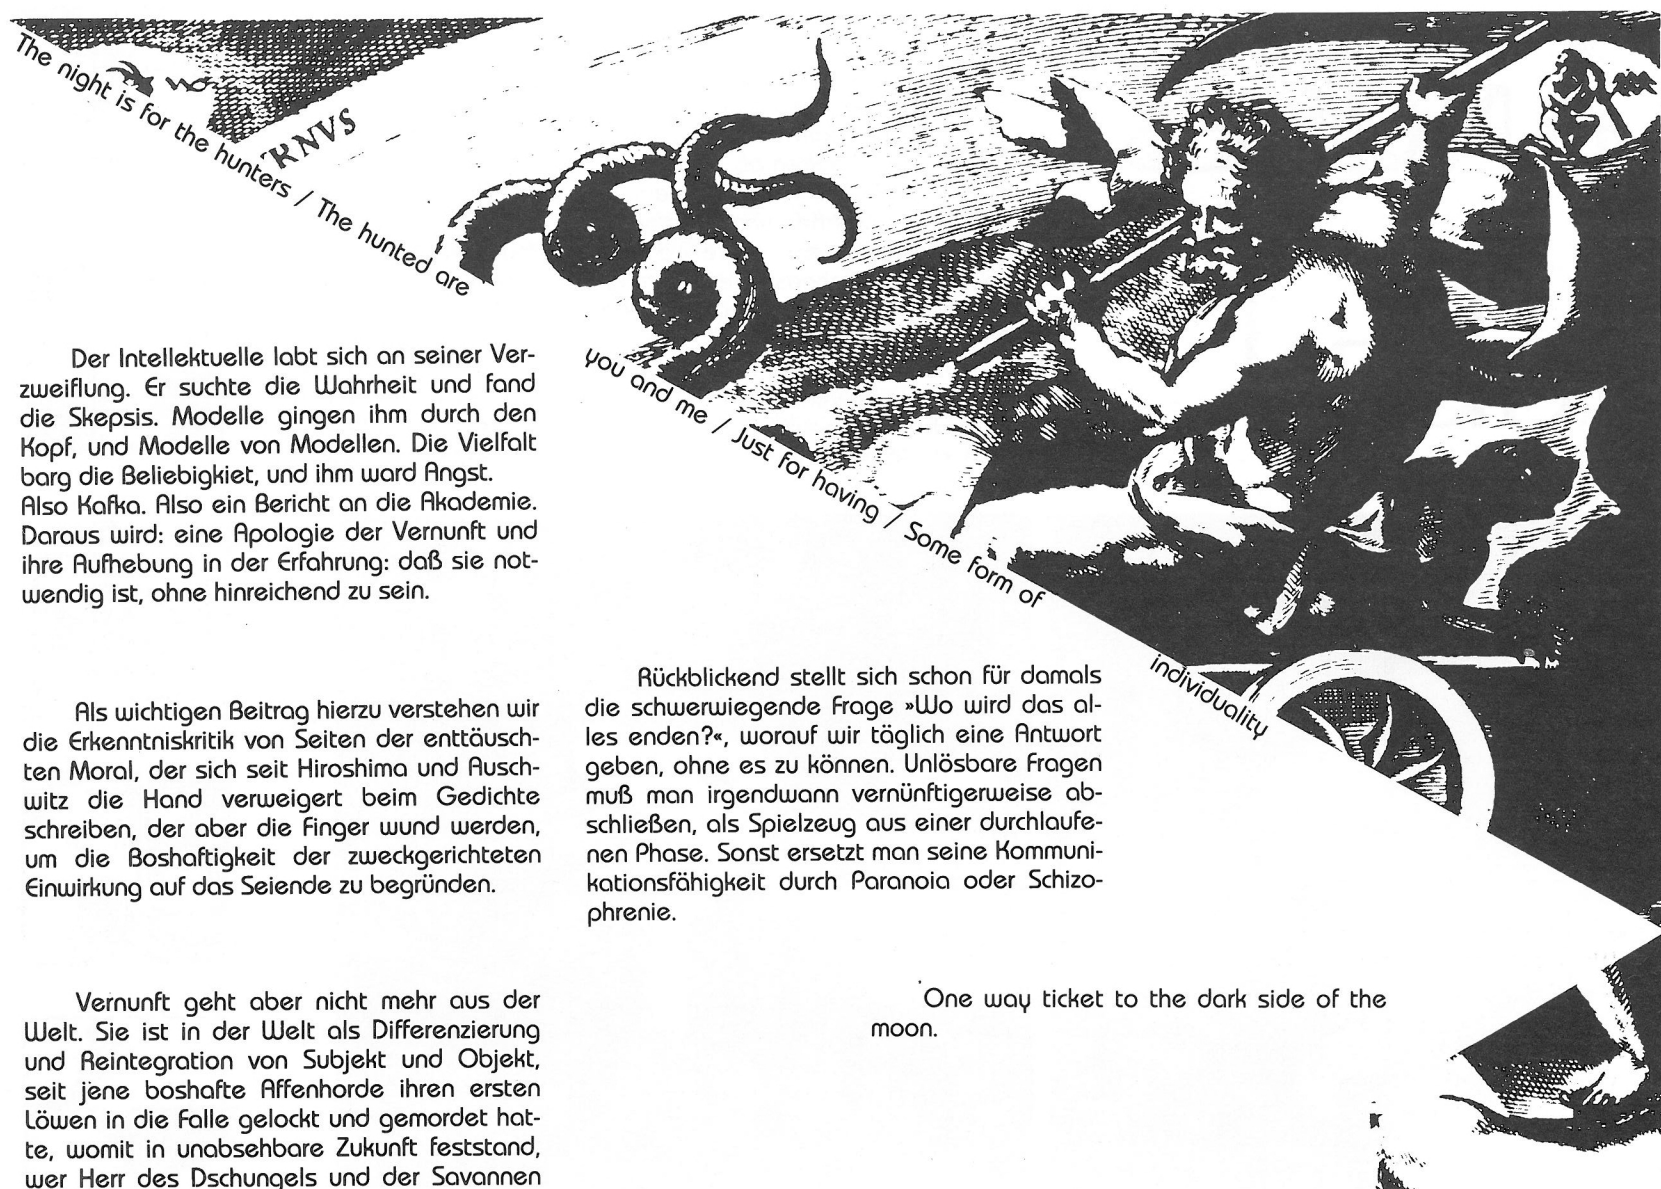 The night is for the hunters / The hunted are
you and me / Just for having / Some form of
individuality
RNVS
Der Intellektuelle labt sich an seiner Ver-
zweiflung. Er suchte die Wahrheit und fand
die Skepsis. Modelle gingen ihm durch den
Kopf, und Modelle von Modellen. Die Vielfalt
barg die Beliebigkiet, und ihm ward Angst.
Also Kafka. Also ein Bericht an die Akademie.
Daraus wird: eine Apologie der Vernunft und
ihre Aufhebung in der Erfahrung: daß sie not-
wendig ist, ohne hinreichend zu sein.
Als wichtigen Beitrag hierzu verstehen wir
die Erkenntniskritik von Seiten der enttäusch-
ten Moral, der sich seit Hiroshima und Ausch-
witz die Hand verweigert beim Gedichte
schreiben, der aber die Finger wund werden,
um die Boshaftigkeit der zweckgerichteten
Einwirkung auf das Seiende zu begründen.
Vernunft geht aber nicht mehr aus der
Welt. Sie ist in der Welt als Differenzierung
und Reintegration von Subjekt und Objekt,
seit jene boshafte Affenhorde ihren ersten
Löwen in die Falle gelockt und gemordet hat-
te, womit in unabsehbare Zukunft feststand,
wer Herr des Dschungels und der Savannen
Rückblickend stellt sich schon für damals
die schwerwiegende Frage »Wo wird das al-
les enden?«, worauf wir täglich eine Antwort
geben, ohne es zu können. Unlösbare Fragen
muß man irgendwann vernünftigerweise ab-
schließen, als Spielzeug aus einer durchlaufe-
nen Phase. Sonst ersetzt man seine Kommuni-
kationsfähigkeit durch Paranoia oder Schizo-
phrenie.
One way ticket to the dark side of the
moon.